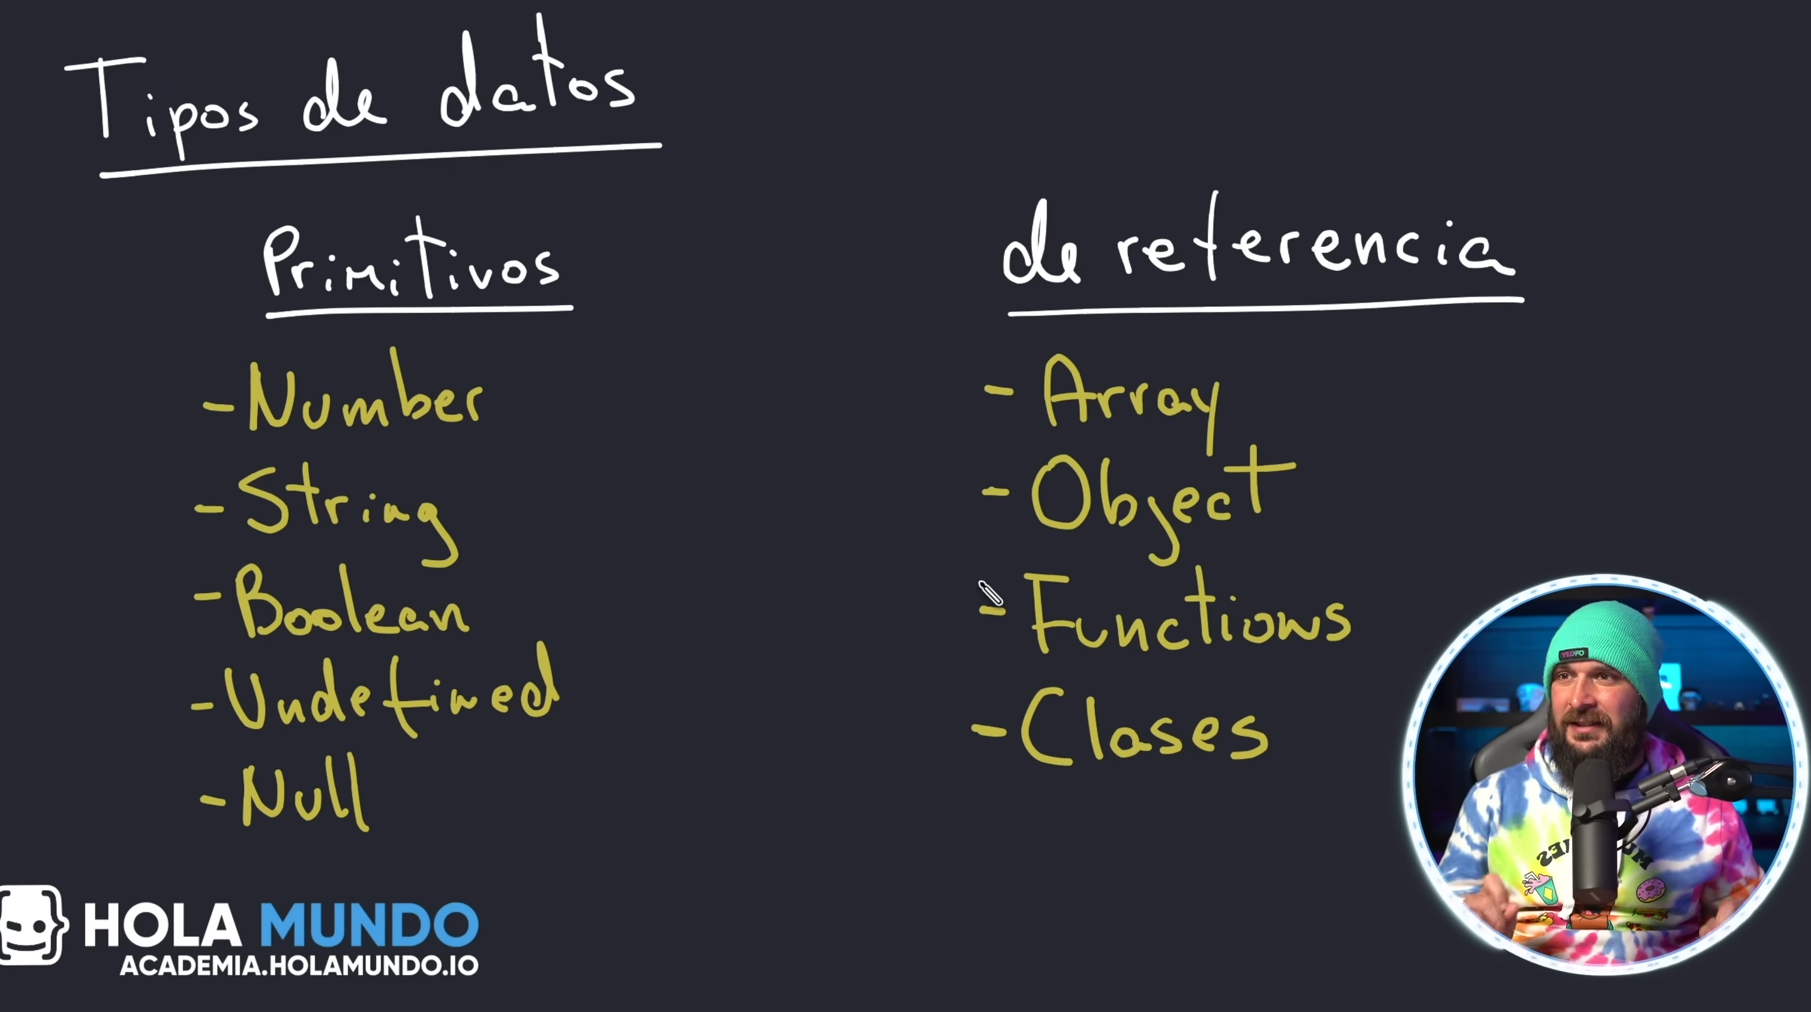 Tipos de datos
Primitivos
- Number
- String
- Boolean
- Undefined
- Null
de referencia
- Array
- Object
- Functions
- Clases
HOLA MUNDO
ACADEMIA.HOLAMUNDO.IO